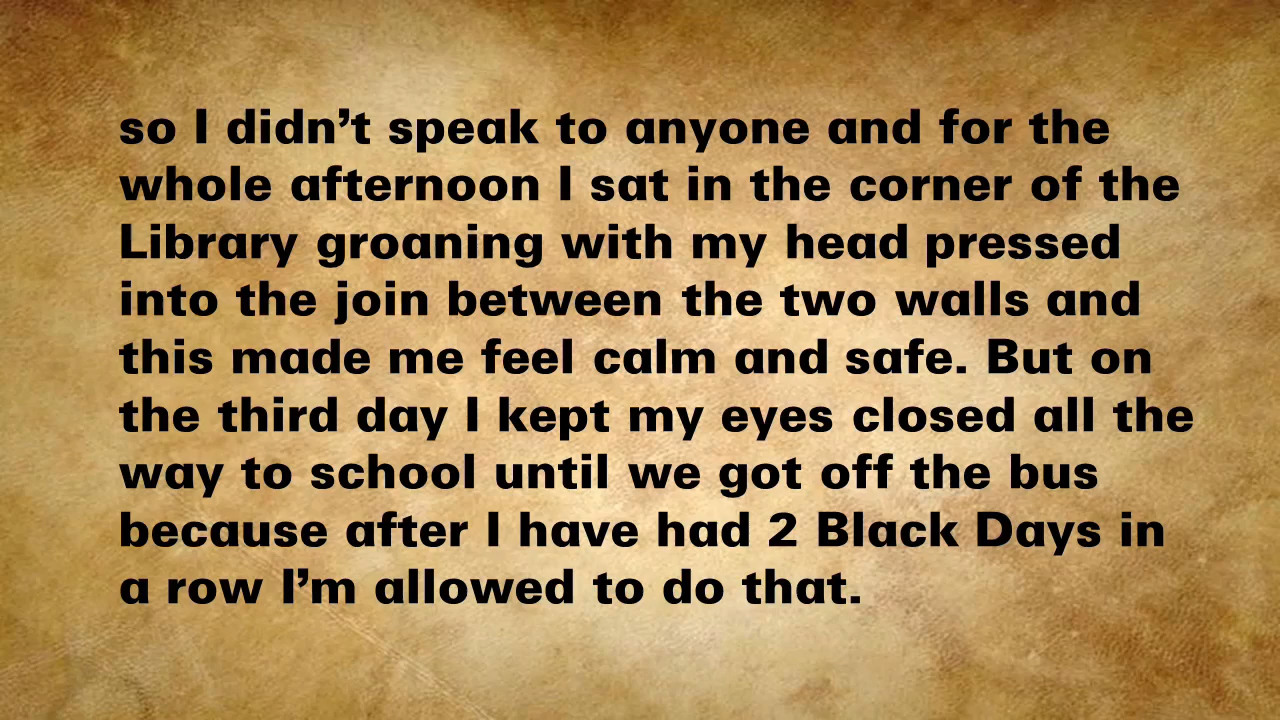 so I didn’t speak to anyone and for the
whole afternoon I sat in the corner of the
Library groaning with my head pressed
into the join between the two walls and
this made me feel calm and safe. But on
the third day I kept my eyes closed all the
way to school until we got off the bus
because after I have had 2 Black Days in
a row I’m allowed to do that.